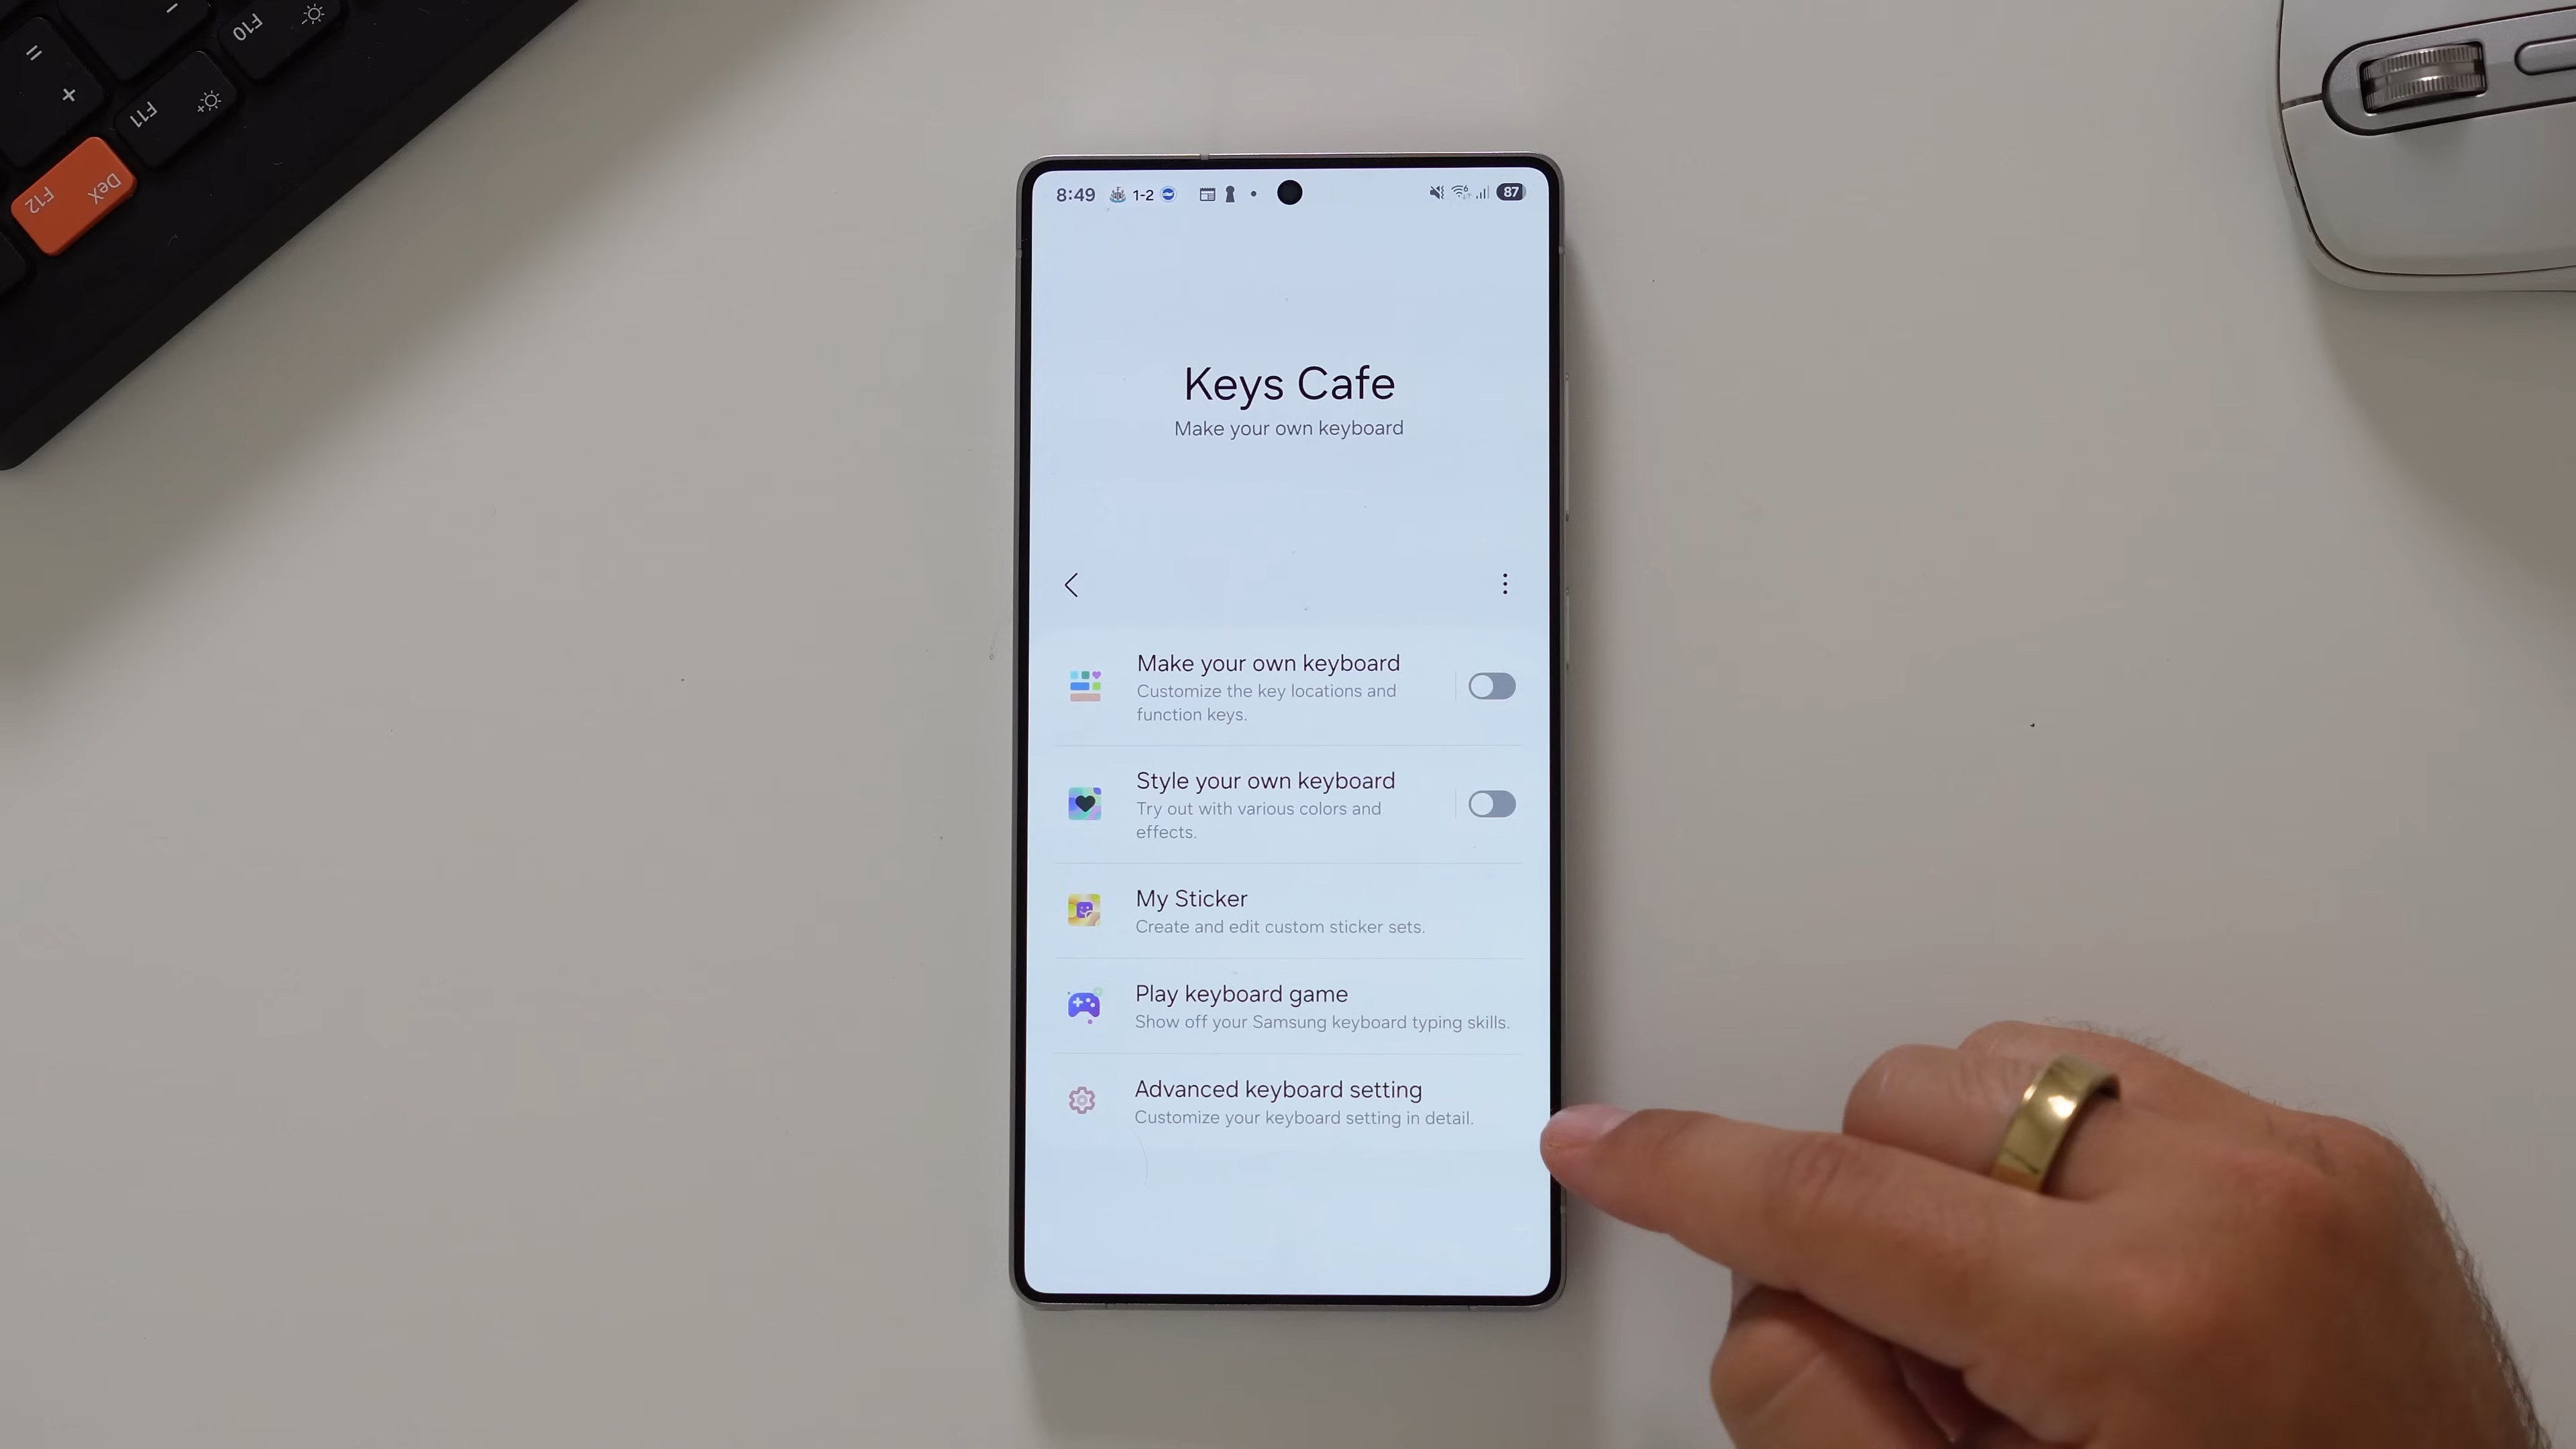 =
+
-
F10
F11
+
F12 DeX
8:49 1-2 87
Keys Cafe
Make your own keyboard
Make your own keyboard
Customize the key locations and
function keys.
Style your own keyboard
Try out with various colors and
effects.
My Sticker
Create and edit custom sticker sets.
Play keyboard game
Show off your Samsung keyboard typing skills.
Advanced keyboard setting
Customize your keyboard setting in detail.